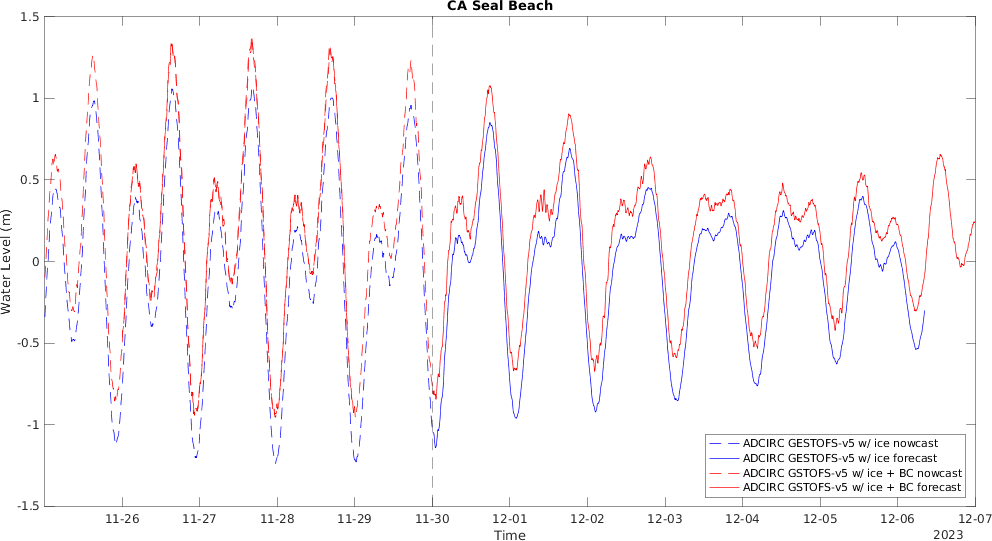 CA Seal Beach
1.5
1
0.5
0
-0.5
-1
-1.5
Water Level (m)
11-26 11-27 11-28 11-29 11-30 12-01 12-02 12-03 12-04 12-05 12-06 12-07
Time
2023
ADCIRC GESTOFS-v5 w/ ice nowcast
ADCIRC GESTOFS-v5 w/ ice forecast
ADCIRC GSTOFS-v5 w/ ice + BC nowcast
ADCIRC GSTOFS-v5 w/ ice + BC forecast